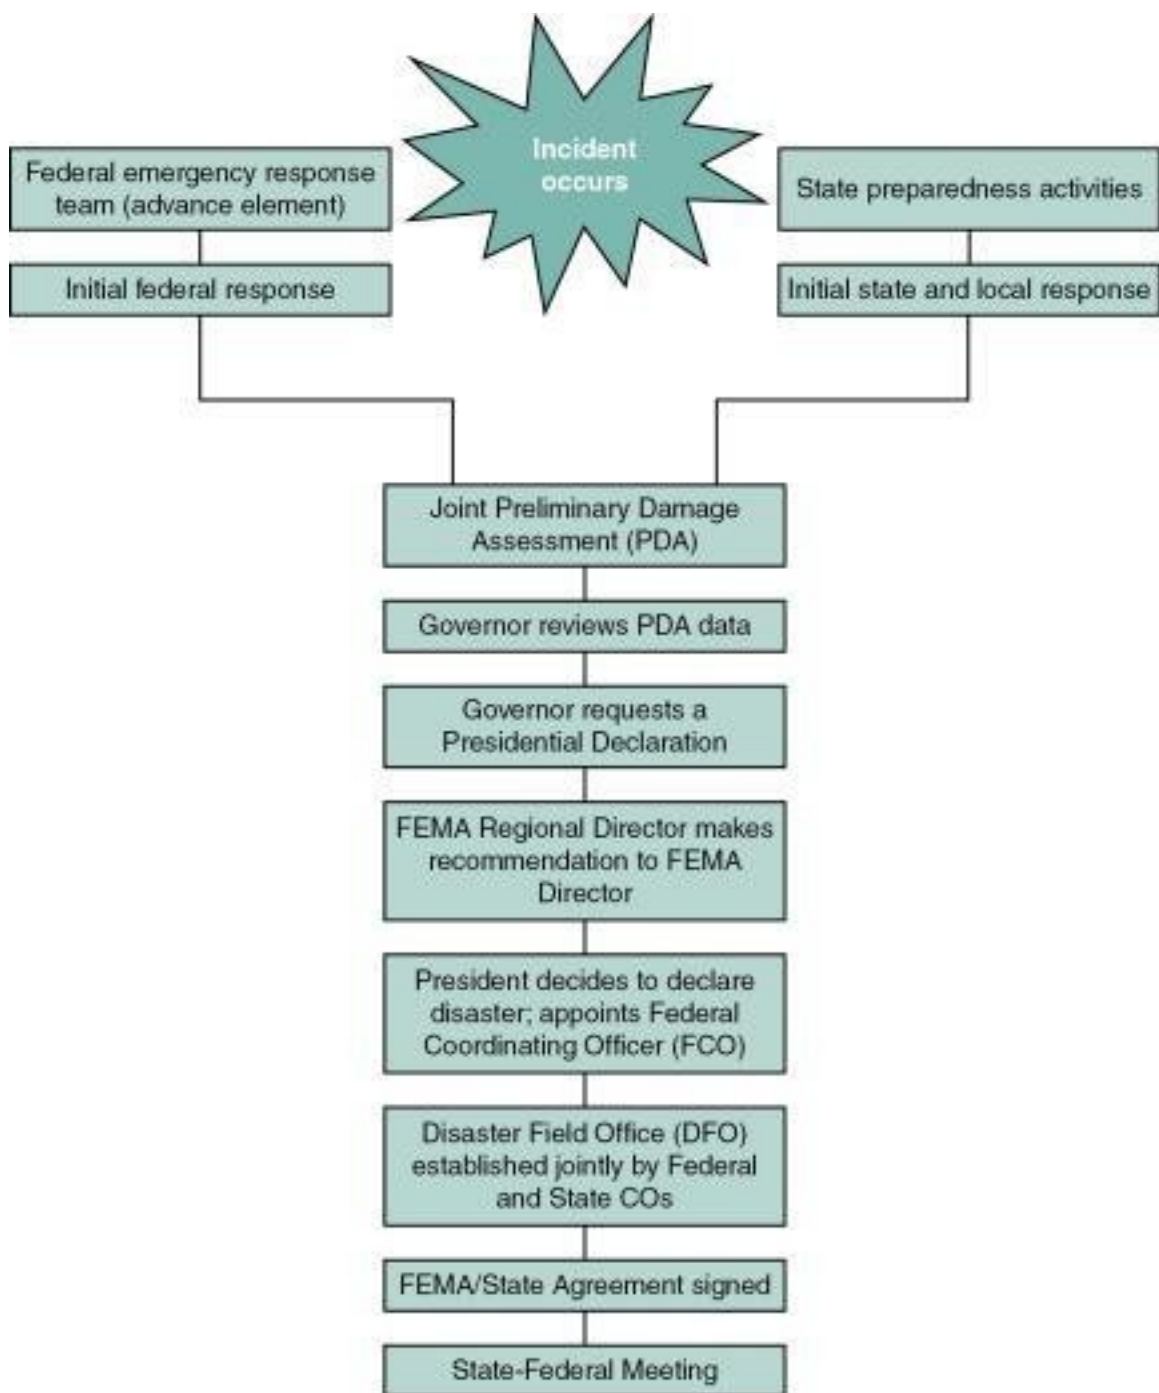 Incident
occurs
Federal emergency response
team (advance element)
State preparedness activities
Initial federal response
Initial state and local response
Joint Preliminary Damage
Assessment (PDA)
Governor reviews PDA data
Governor requests a
Presidential Declaration
FEMA Regional Director makes
recommendation to FEMA
Director
President decides to declare
disaster; appoints Federal
Coordinating Officer (FCO)
Disaster Field Office (DFO)
established jointly by Federal
and State COs
FEMA/State Agreement signed
State-Federal Meeting